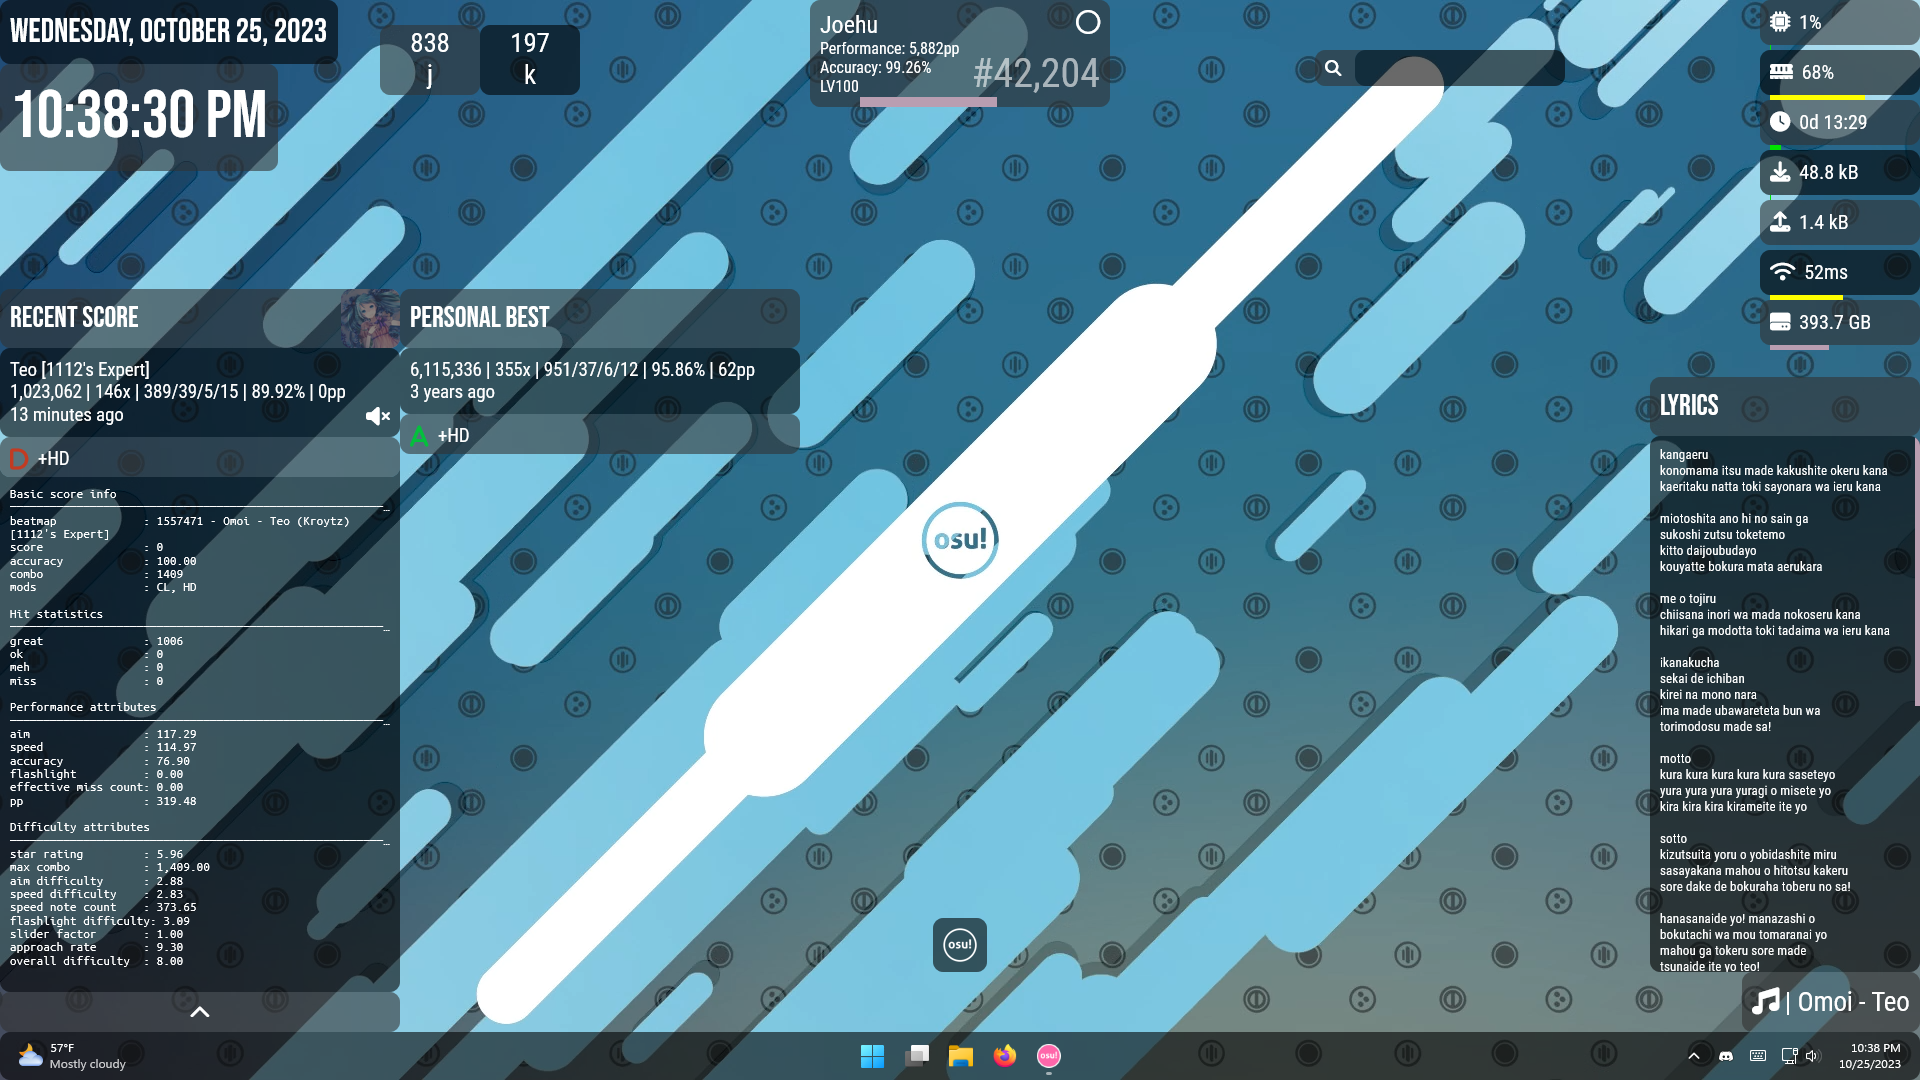 WEDNESDAY, OCTOBER 25, 2023
10:38:30 PM
838
j
197
k
Joehu
Performance: 5,882pp
Accuracy: 99.26%
LV100
#42,204
1%
68%
0d 13:29
48.8 kB
1.4 kB
52ms
393.7 GB
RECENT SCORE
Teo [1112's Expert]
1,023,062 | 146x | 389/39/5/15 | 89.92% | 0pp
13 minutes ago
D +HD
PERSONAL BEST
6,115,336 | 355x | 951/37/6/12 | 95.86% | 62pp
3 years ago
A +HD
Basic score info
beatmap : 1557471 - Omoi - Teo (Kroytz)
[1112's Expert]
score : 0
accuracy : 100.00
combo : 1409
mods : CL, HD
Hit statistics
great : 1006
ok : 0
meh : 0
miss : 0
Performance attributes
aim : 117.29
speed : 114.97
accuracy : 76.90
flashlight : 0.00
effective miss count: 0.00
pp : 319.48
Difficulty attributes
star rating : 5.96
max combo : 1,409.00
aim difficulty : 2.88
speed difficulty : 2.83
speed note count : 373.65
flashlight difficulty: 3.09
slider factor : 1.00
approach rate : 9.30
overall difficulty : 8.00
osu!
osu!
LYRICS
kangaeru
konomama itsu made kakushite okeru kana
kaeritaku natta toki sayonara wa ieru kana
miotoshita ano hi no sain ga
sukoshi zutsu toketemo
kitto daijoubudayo
kouyatte bokura mata aerukara
me o tojiru
chiisana inori wa mada nokoseru kana
hikari ga modotta toki tadaima wa ieru kana
ikanakucha
sekai de ichiban
kirei na mono nara
ima made ubawareteta bun wa
torimodosu made sa!
motto
kura kura kura kura kura saseteyo
yura yura yura yuragi o misete yo
kira kira kira kirameite ite yo
sotto
kizutsuita yoru o yobidashite miru
sasayakana mahou o hitotsu kakeru
sore dake de bokuraha toberu no sa!
hanasanaide yo! manazashi o
bokutachi wa mou tomaranai yo
mahou ga tokeru sore made
tsunaide ite yo teo!
| Omoi - Teo
57°F
Mostly cloudy
osu!
10:38 PM
10/25/2023